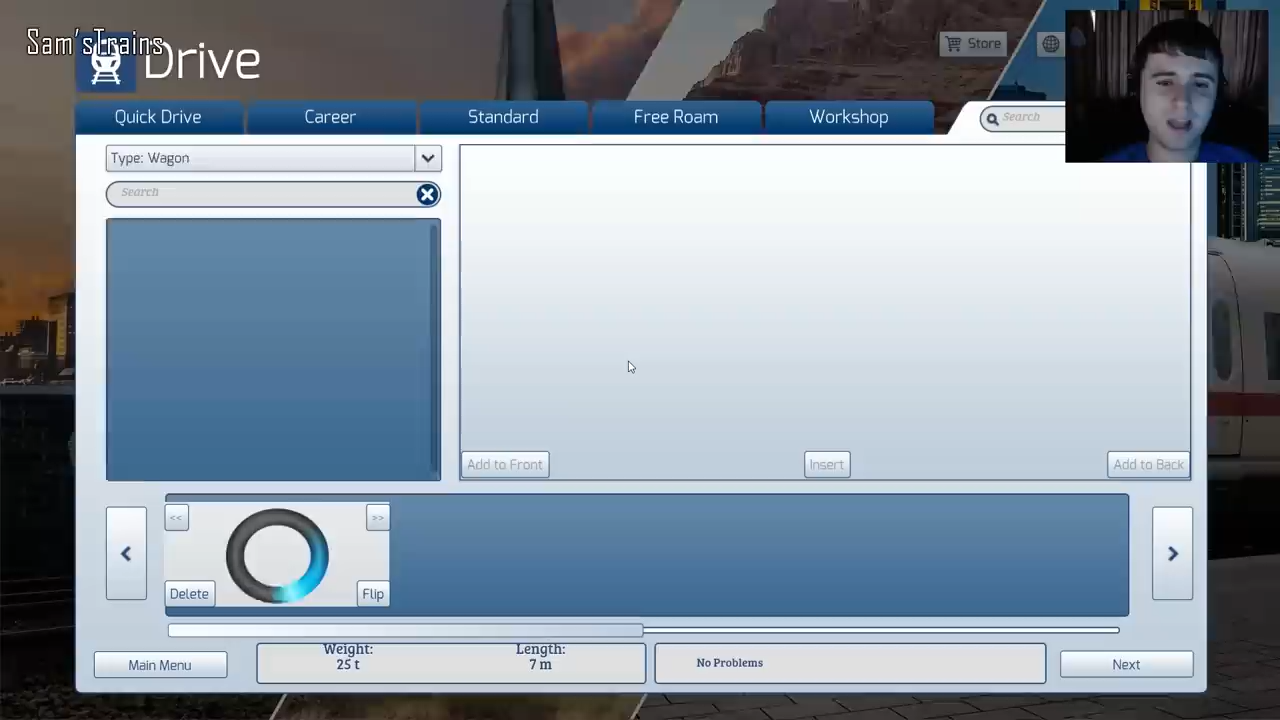 Sam'sTrains
Drive
Store
Quick Drive
Career
Standard
Free Roam
Workshop
Search
Type: Wagon
Search
Add to Front
Insert
Add to Back
<<
>>
Delete
Flip
Main Menu
Weight:
25 t
Length:
7 m
No Problems
Next